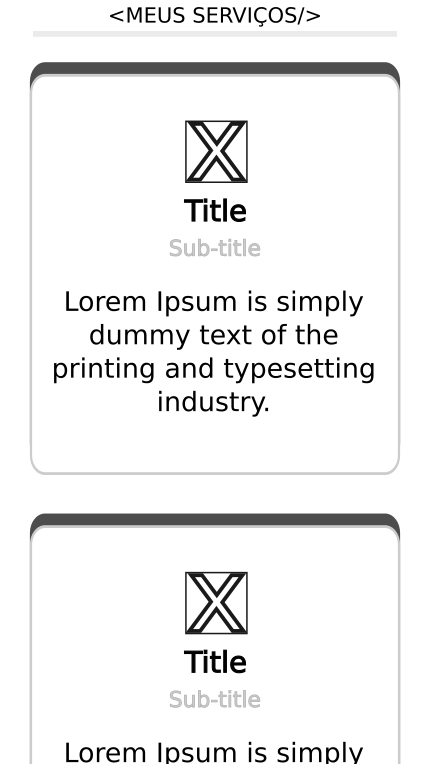 <MEUS SERVIÇOS/>
Title
Sub-title
Lorem Ipsum is simply
dummy text of the
printing and typesetting
industry.
Title
Sub-title
Lorem Ipsum is simply